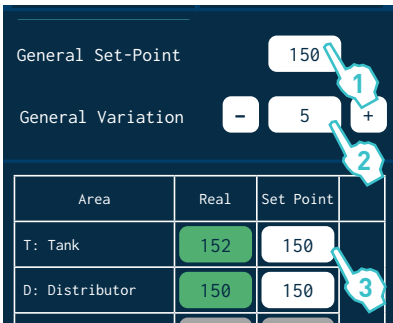 General Set-Point 150
1
General Variation - 5 +
2
Area Real Set Point
T: Tank 152 150
D: Distributor 150 150
3